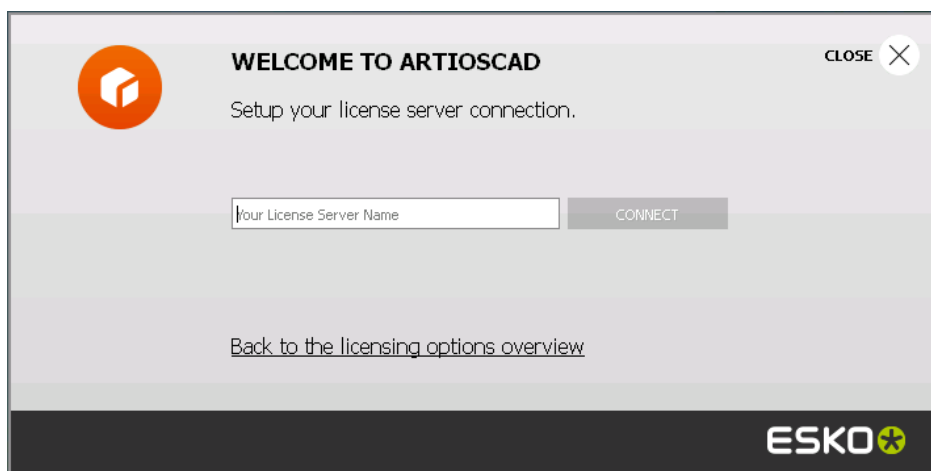 WELCOME TO ARTIOSCAD
CLOSE
Setup your license server connection.
Your License Server Name
CONNECT
Back to the licensing options overview
ESKO